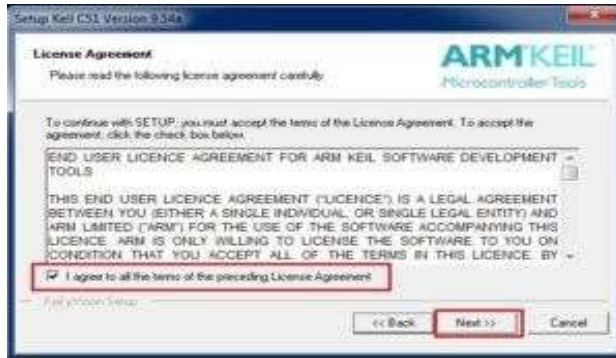 Setup Keil C51 Version 9.54a
License Agreement
Please read the following license agreement carefully.
ARM KEIL
Microcontroller Tools
To continue with SETUP, you must accept the terms of the License Agreement. To accept the
agreement, click the check box below.
END USER LICENCE AGREEMENT FOR ARM KEIL SOFTWARE DEVELOPMENT
TOOLS
THIS END USER LICENCE AGREEMENT ("LICENCE") IS A LEGAL AGREEMENT
BETWEEN YOU (EITHER A SINGLE INDIVIDUAL, OR SINGLE LEGAL ENTITY) AND
ARM LIMITED ("ARM") FOR THE USE OF THE SOFTWARE ACCOMPANYING THIS
LICENCE. ARM IS ONLY WILLING TO LICENSE THE SOFTWARE TO YOU ON
CONDITION THAT YOU ACCEPT ALL OF THE TERMS IN THIS LICENCE. BY
I agree to all the terms of the preceding License Agreement
Keil µVision Setup
<< Back
Next >>
Cancel